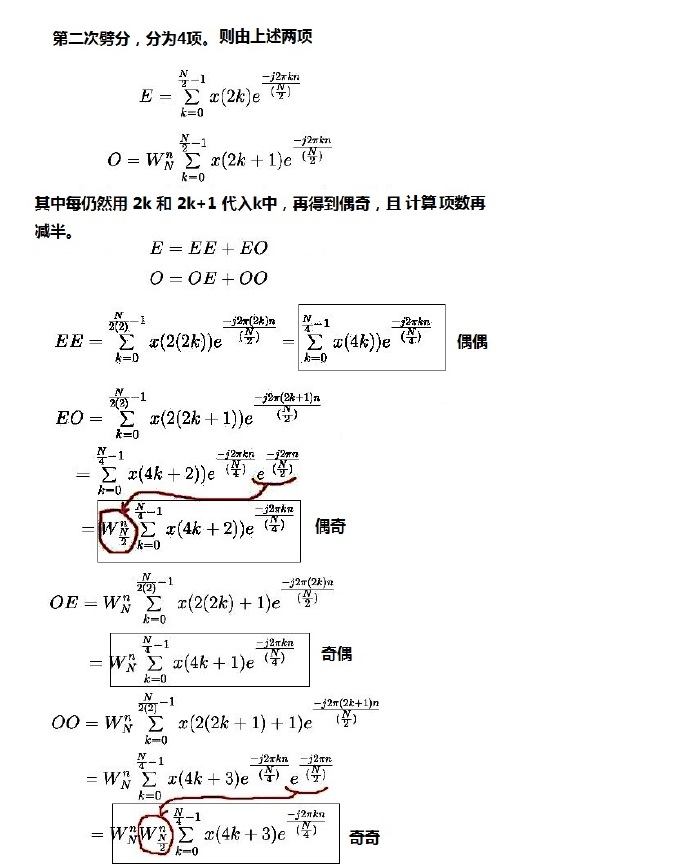 第二次劈分，分为4项。则由上述两项
E = \sum_{k=0}^{\frac{N}{2}-1} x(2k)e^{\frac{-j2\pi kn}{(\frac{N}{2})}}
O = W_N^n \sum_{k=0}^{\frac{N}{2}-1} x(2k+1)e^{\frac{-j2\pi kn}{(\frac{N}{2})}}
其中每仍然用 2k 和 2k+1 代入k中，再得到偶奇，且计算项数再
减半。
E = EE + EO
O = OE + OO
EE = \sum_{k=0}^{\frac{N}{2(2)}-1} x(2(2k))e^{\frac{-j2\pi(2k)n}{(\frac{N}{2})}} = \sum_{k=0}^{\frac{N}{4}-1} x(4k))e^{\frac{-j2\pi kn}{(\frac{N}{4})}} 偶偶
EO = \sum_{k=0}^{\frac{N}{2(2)}-1} x(2(2k+1))e^{\frac{-j2\pi(2k+1)n}{(\frac{N}{2})}}
= \sum_{k=0}^{\frac{N}{4}-1} x(4k+2))e^{\frac{-j2\pi kn}{(\frac{N}{4})}} e^{\frac{-j2\pi n}{(\frac{N}{2})}}
= W_{\frac{N}{2}}^n \sum_{k=0}^{\frac{N}{4}-1} x(4k+2))e^{\frac{-j2\pi kn}{(\frac{N}{4})}} 偶奇
OE = W_N^n \sum_{k=0}^{\frac{N}{2(2)}-1} x(2(2k)+1)e^{\frac{-j2\pi(2k)n}{(\frac{N}{2})}}
= W_N^n \sum_{k=0}^{\frac{N}{4}-1} x(4k+1)e^{\frac{-j2\pi kn}{(\frac{N}{4})}} 奇偶
OO = W_N^n \sum_{k=0}^{\frac{N}{2(2)}-1} x(2(2k+1)+1)e^{\frac{-j2\pi(2k+1)n}{(\frac{N}{2})}}
= W_N^n \sum_{k=0}^{\frac{N}{4}-1} x(4k+3)e^{\frac{-j2\pi kn}{(\frac{N}{4})}} e^{\frac{-j2\pi n}{(\frac{N}{2})}}
= W_N^n W_{\frac{N}{2}}^n \sum_{k=0}^{\frac{N}{4}-1} x(4k+3)e^{\frac{-j2\pi kn}{(\frac{N}{4})}} 奇奇